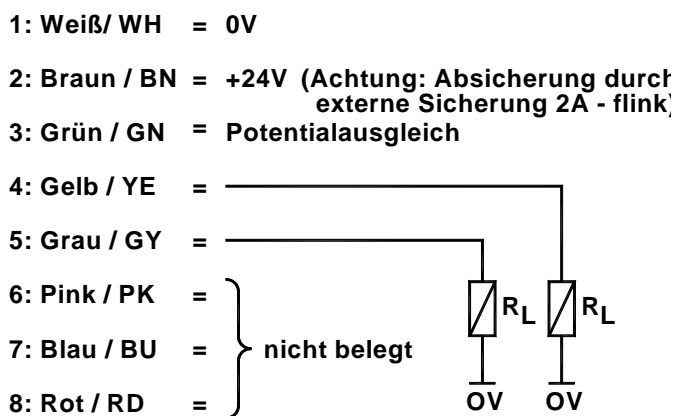 1: Weiß/ WH = 0V
2: Braun / BN = +24V (Achtung: Absicherung durch
externe Sicherung 2A - flink)
3: Grün / GN = Potentialausgleich
4: Gelb / YE =
5: Grau / GY =
6: Pink / PK =
RL RL
7: Blau / BU = nicht belegt
8: Rot / RD =
OV OV